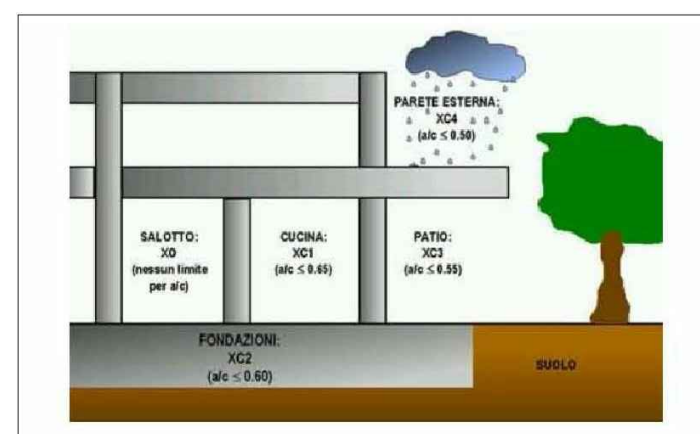 PARETE ESTERNA:
XC4
(a/c ≤ 0.50)
SALOTTO:
X0
(nessun limite
per a/c)
CUCINA:
XC1
(a/c ≤ 0.65)
PATIO:
XC3
(a/c ≤ 0.55)
FONDAZIONI:
XC2
(a/c ≤ 0.60)
SUOLO